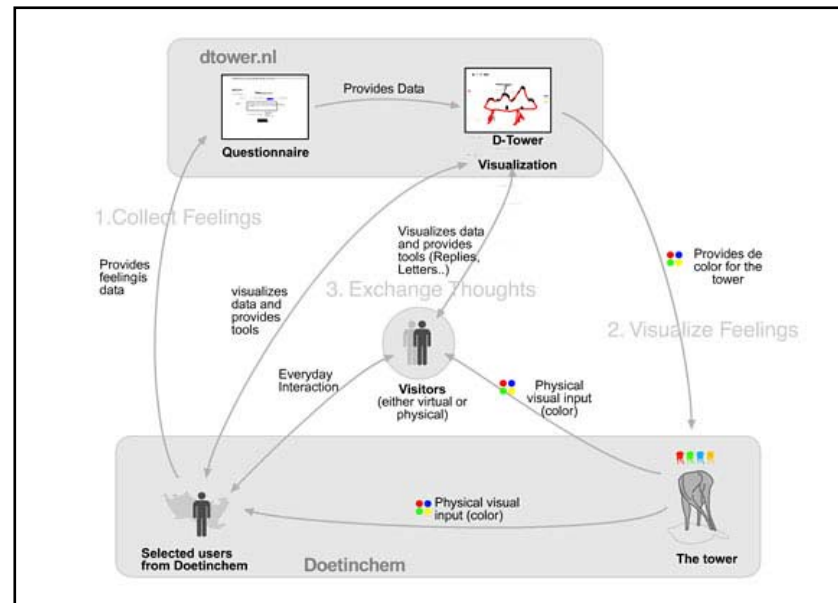 dtower.nl
Provides Data
Questionnaire
D-Tower
Visualization
1.Collect Feelings
Provides
feelingis
data
visualizes
data and
provides
tools
Visualizes data
and provides
tools (Replies,
Letters..)
3. Exchange Thoughts
Provides de
color for the
tower
2. Visualize Feelings
Everyday
Interaction
Visitors
(either virtual or
physical)
Physical
visual input
(color)
Physical visual
input (color)
Selected users
from Doetinchem
Doetinchem
The tower